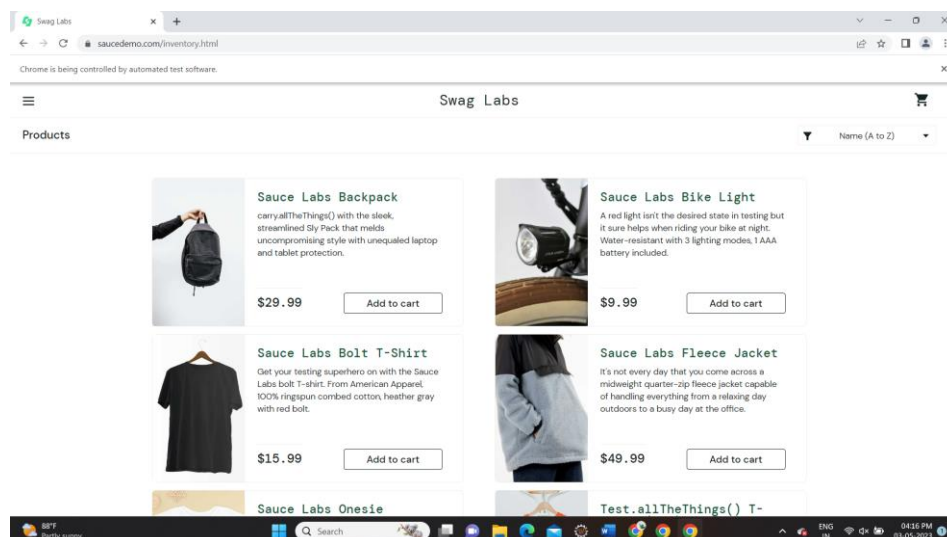 Swag Labs
saucedemo.com/inventory.html
Chrome is being controlled by automated test software.
Swag Labs
Products
Name (A to Z)
Sauce Labs Backpack
carry.allTheThings() with the sleek,
streamlined Sly Pack that melds
uncompromising style with unequaled laptop
and tablet protection.
$29.99
Add to cart
Sauce Labs Bike Light
A red light isn't the desired state in testing but
it sure helps when riding your bike at night.
Water-resistant with 3 lighting modes, 1 AAA
battery included.
$9.99
Add to cart
Sauce Labs Bolt T-Shirt
Get your testing superhero on with the Sauce
Labs bolt T-shirt. From American Apparel,
100% ringspun combed cotton, heather gray
with red bolt.
$15.99
Add to cart
Sauce Labs Fleece Jacket
It's not every day that you come across a
midweight quarter-zip fleece jacket capable
of handling everything from a relaxing day
outdoors to a busy day at the office.
$49.99
Add to cart
Sauce Labs Onesie
Test.allTheThings() T-
88°F
Partly sunny
Search
ENG
IN
04:16 PM
03-05-2023